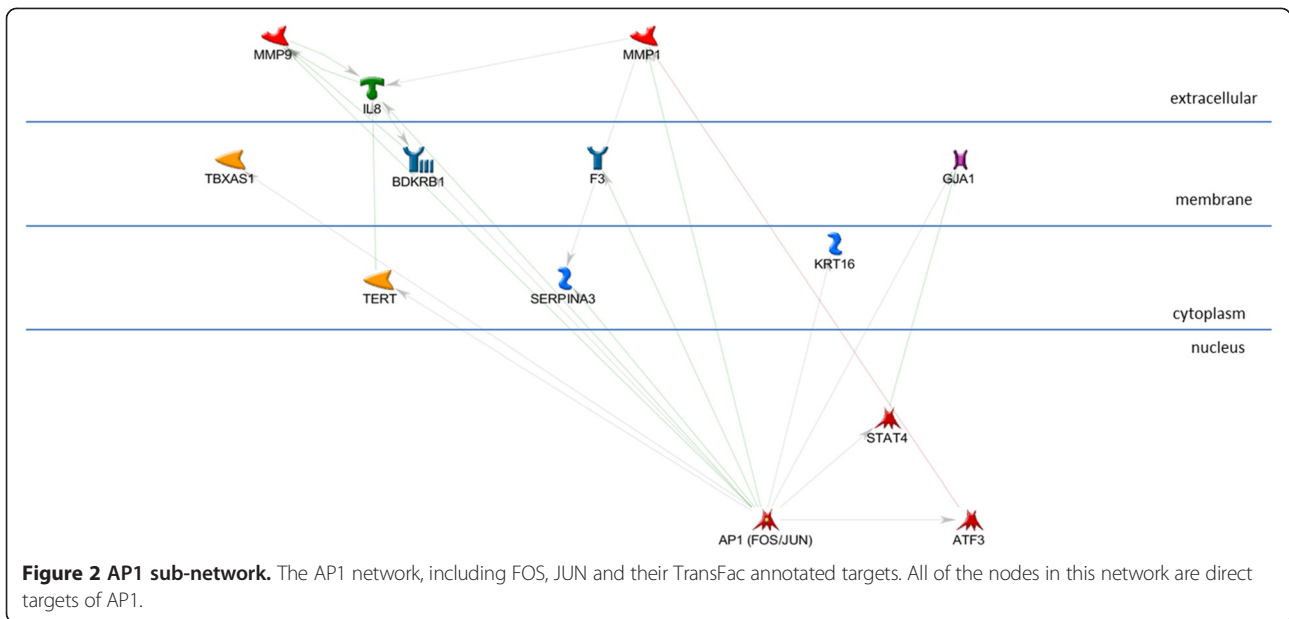 MMP9
MMP1
IL8
extracellular
TBXAS1
BDKRB1
F3
GJA1
membrane
KRT16
TERT
SERPINA3
cytoplasm
nucleus
STAT4
AP1 (FOS/JUN)
ATF3
Figure 2 AP1 sub-network. The AP1 network, including FOS, JUN and their TransFac annotated targets. All of the nodes in this network are direct
targets of AP1.